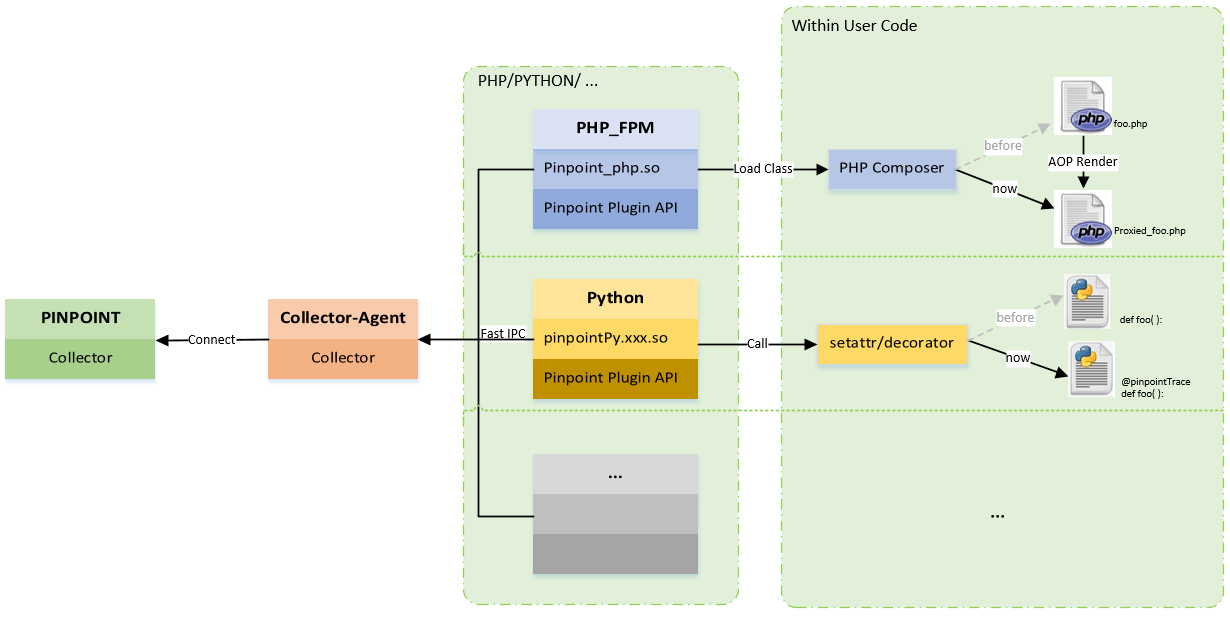 Within User Code
PHP/PYTHON/ ...
PHP_FPM
Pinpoint_php.so
Pinpoint Plugin API
Load Class
PHP Composer
before
now
php
foo.php
AOP Render
php
Proxied_foo.php
PINPOINT
Collector
Connect
Collector-Agent
Collector
Fast IPC
Python
pinpointPy.xxx.so
Pinpoint Plugin API
Call
setattr/decorator
before
now
def foo( ):
@pinpointTrace
def foo( ):
...
...